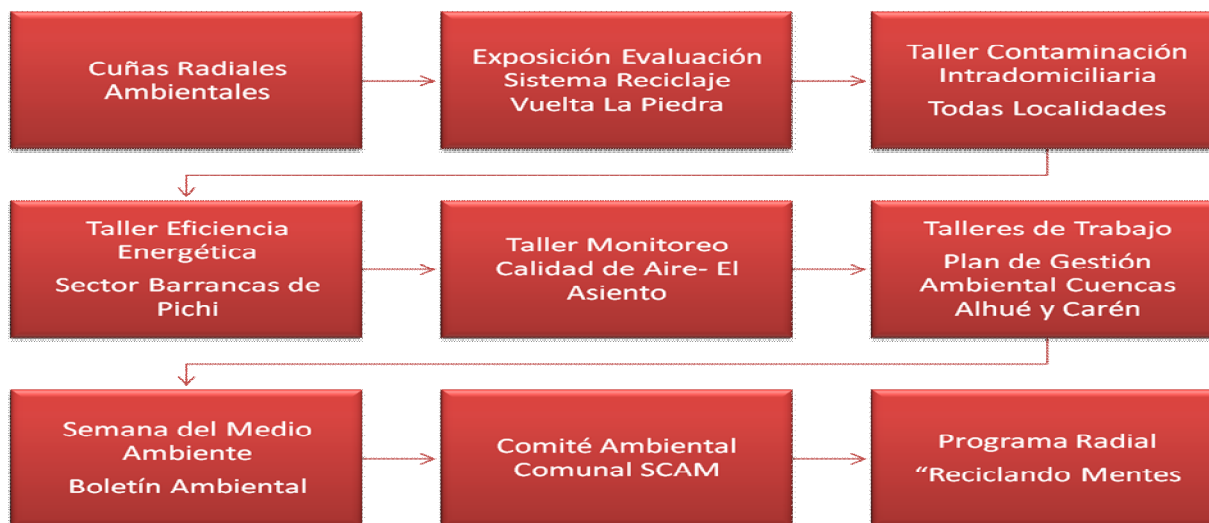 Cuñas Radiales
Ambientales
Exposición Evaluación
Sistema Reciclaje
Vuelta La Piedra
Taller Contaminación
Intradomiciliaria
Todas Localidades
Taller Eficiencia
Energética
Sector Barrancas de
Pichi
Taller Monitoreo
Calidad de Aire- El
Asiento
Talleres de Trabajo
Plan de Gestión
Ambiental Cuencas
Alhué y Carén
Semana del Medio
Ambiente
Boletín Ambiental
Comité Ambiental
Comunal SCAM
Programa Radial
“Reciclando Mentes